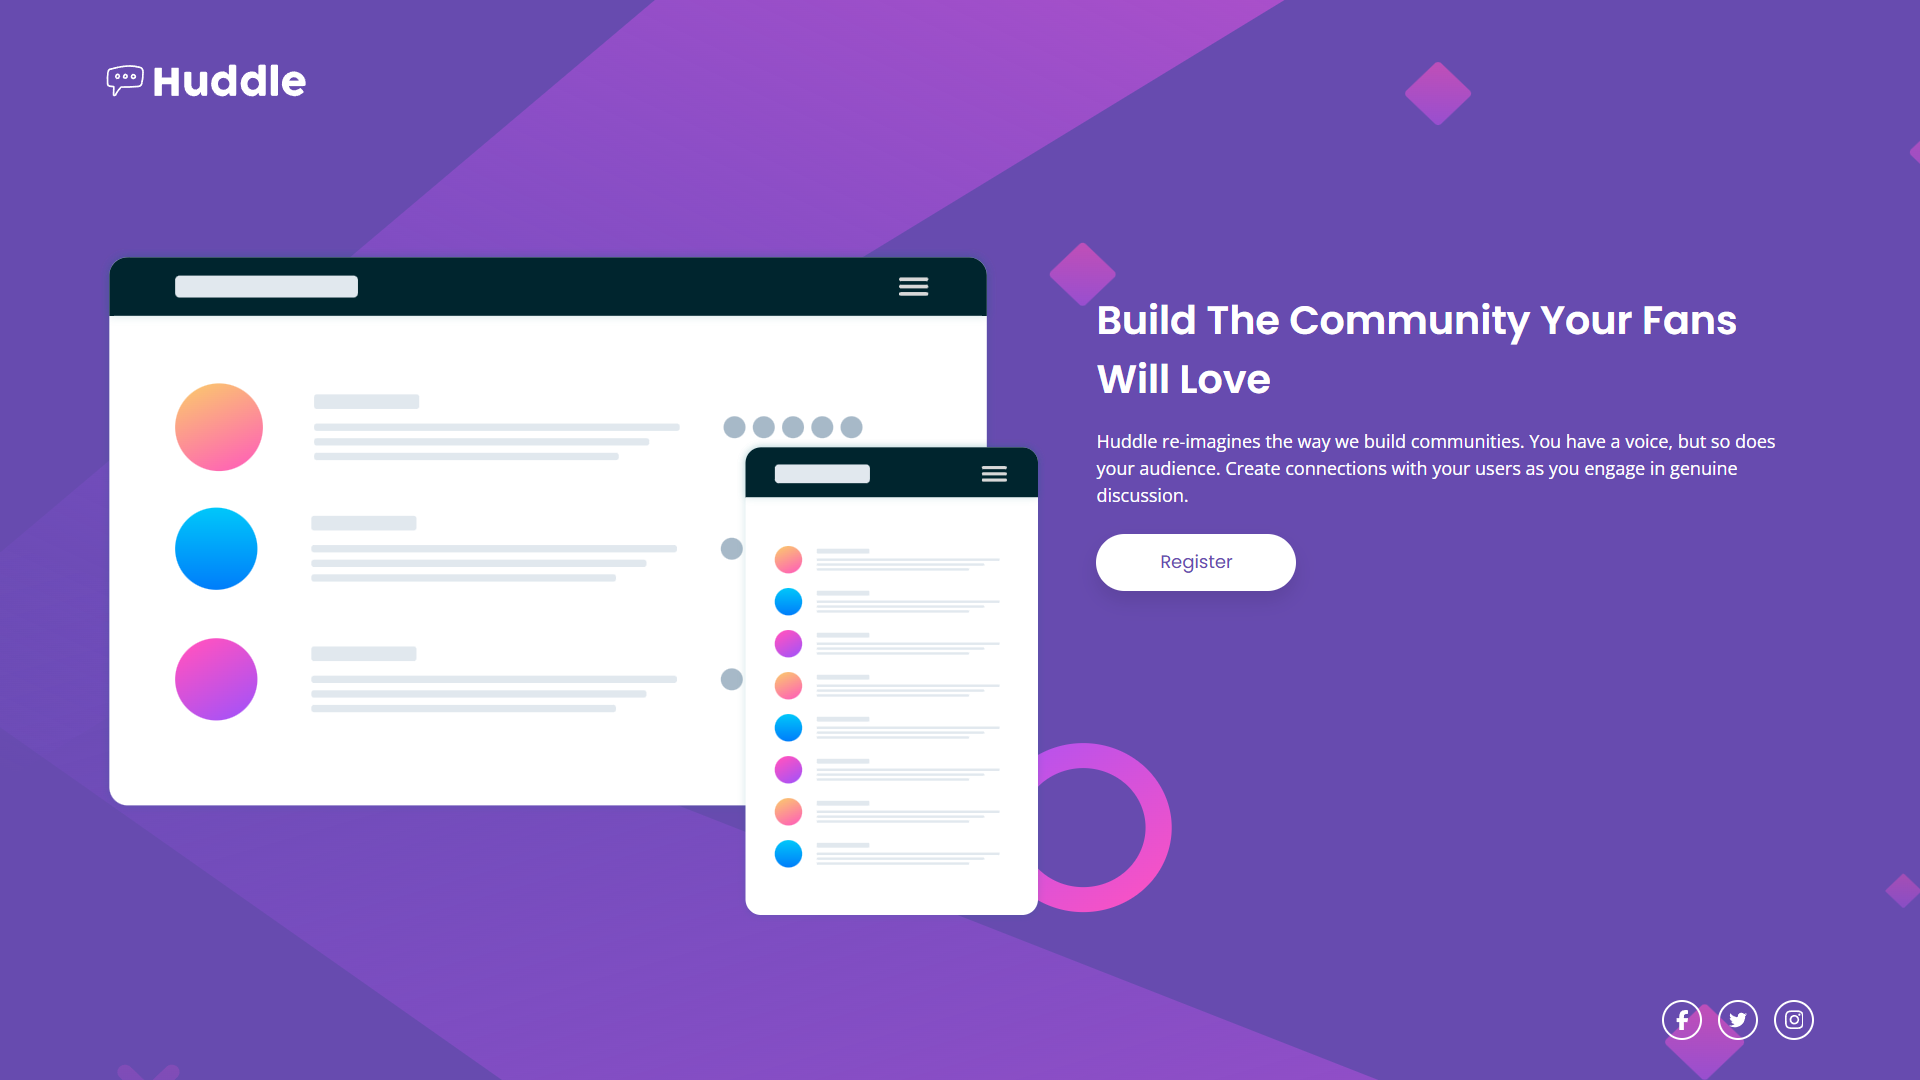 Huddle
Build The Community Your Fans
Will Love
Huddle re-imagines the way we build communities. You have a voice, but so does
your audience. Create connections with your users as you engage in genuine
discussion.
Register